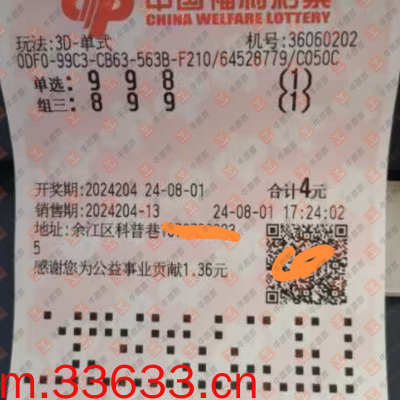 中国福利彩票
CHINA WELFARE LOTTERY
玩法:3D-单式 机号:36060202
0DF0-99C3-CB63-563B-F210/64528779/C050C
单选: 9 9 8 (1)
组三: 8 9 9 (1)
开奖期:2024204 24-08-01 合计4元
销售期:2024204-13 24-08-01 17:24:02
地址:余江区科普巷
5
感谢您为公益事业贡献1.36元
m.33633.cn